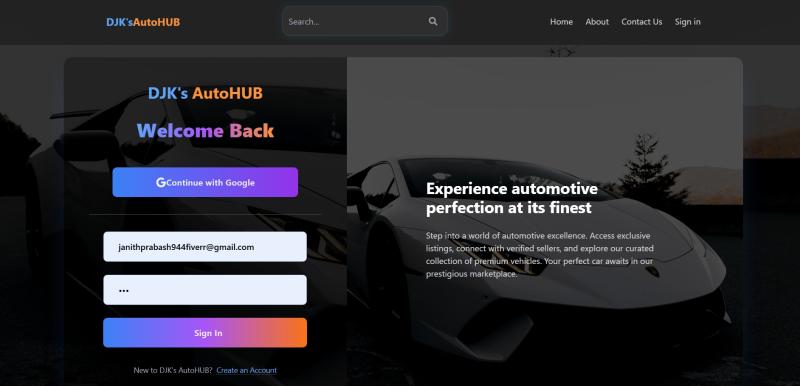 DJK'sAutoHUB
Search...
Home About Contact Us Sign in
DJK's AutoHUB
Welcome Back
Continue with Google
janithprabash944fiverr@gmail.com
•••
Sign In
New to DJK's AutoHUB? Create an Account
Experience automotive
perfection at its finest
Step into a world of automotive excellence. Access exclusive
listings, connect with verified sellers, and explore our curated
collection of premium vehicles. Your perfect car awaits in our
prestigious marketplace.